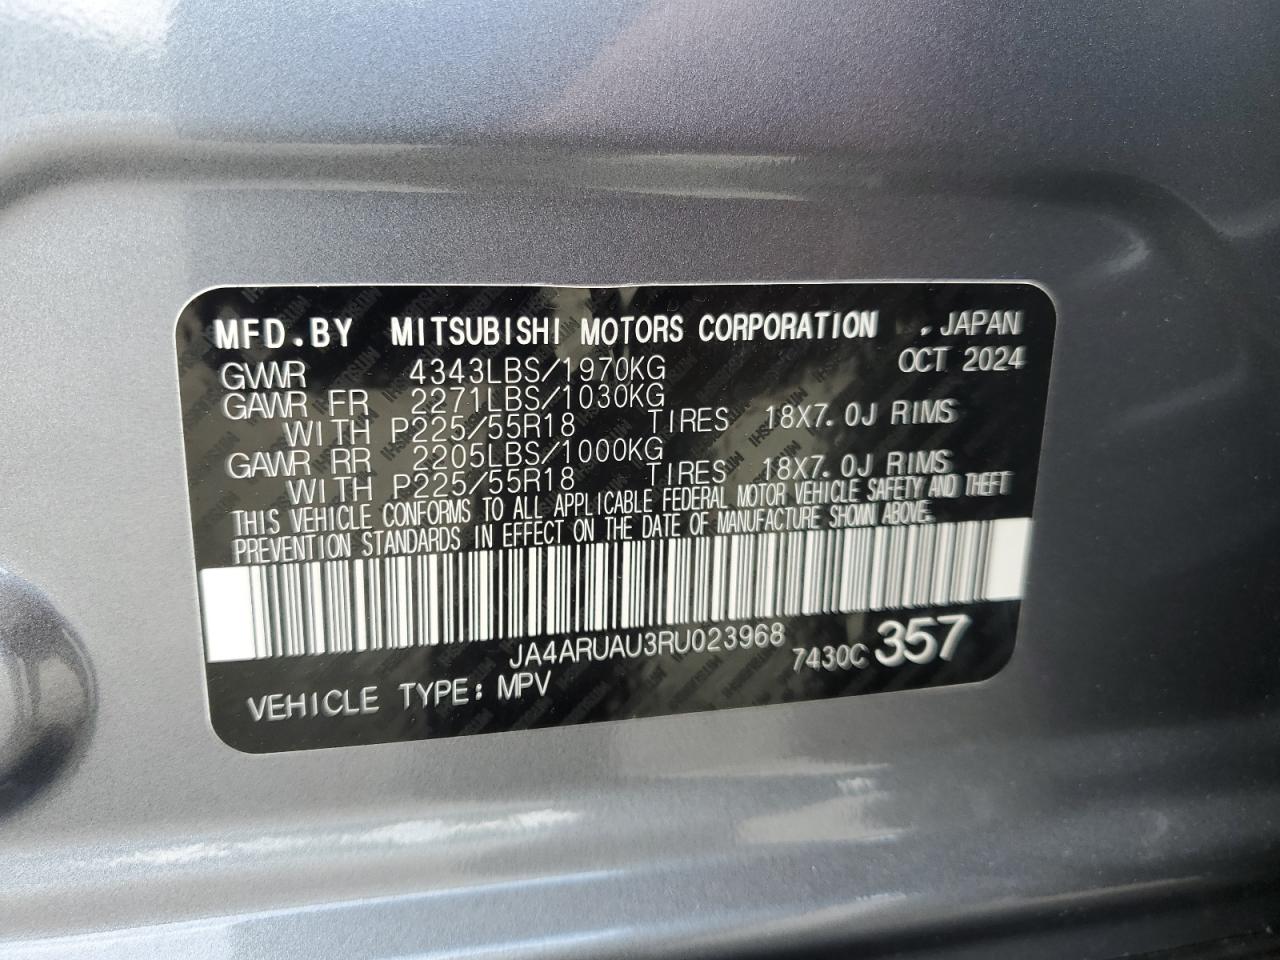 MFD.BY MITSUBISHI MOTORS CORPORATION , JAPAN
GVWR 4343LBS/1970KG OCT 2024
GAWR FR 2271LBS/1030KG
WITH P225/55R18 TIRES 18X7.0J RIMS
GAWR RR 2205LBS/1000KG
WITH P225/55R18 TIRES 18X7.0J RIMS
THIS VEHICLE CONFORMS TO ALL APPLICABLE FEDERAL MOTOR VEHICLE SAFETY AND THEFT
PREVENTION STANDARDS IN EFFECT ON THE DATE OF MANUFACTURE SHOWN ABOVE.
JA4ARUAU3RU023968 7430C 357
VEHICLE TYPE: MPV